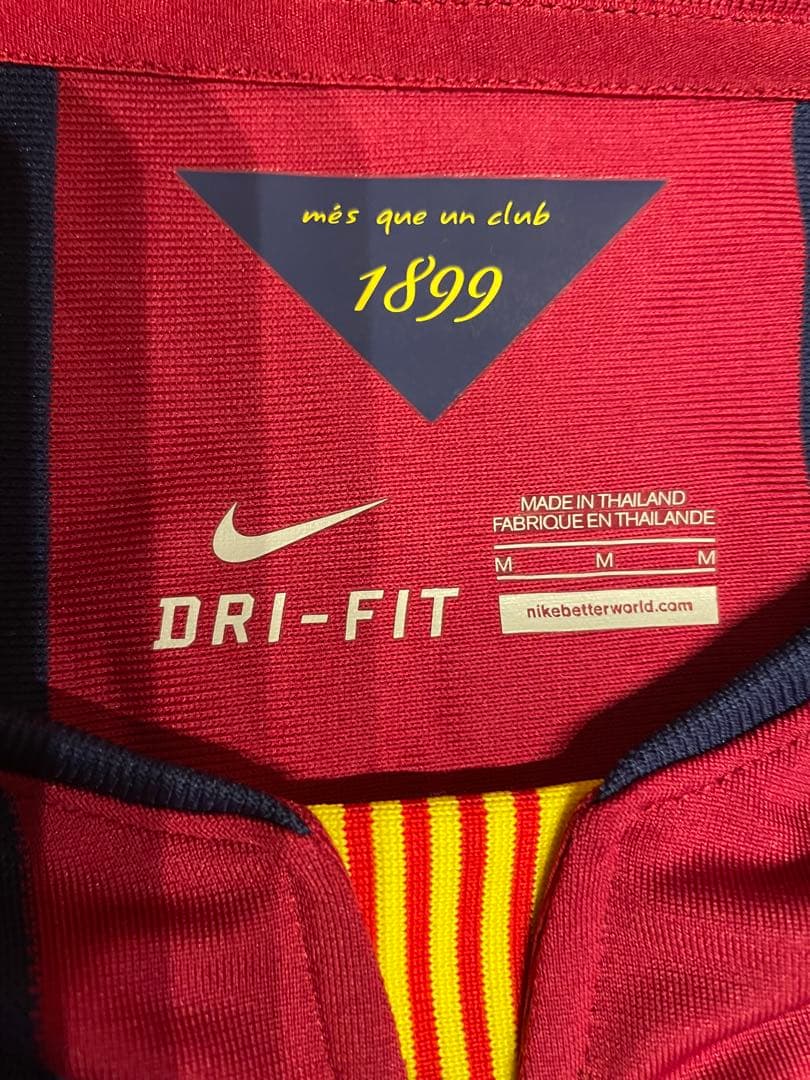 més que un club
1899
MADE IN THAILAND
FABRIQUE EN THAILANDE
M M M
DRI-FIT
nikebetterworld.com